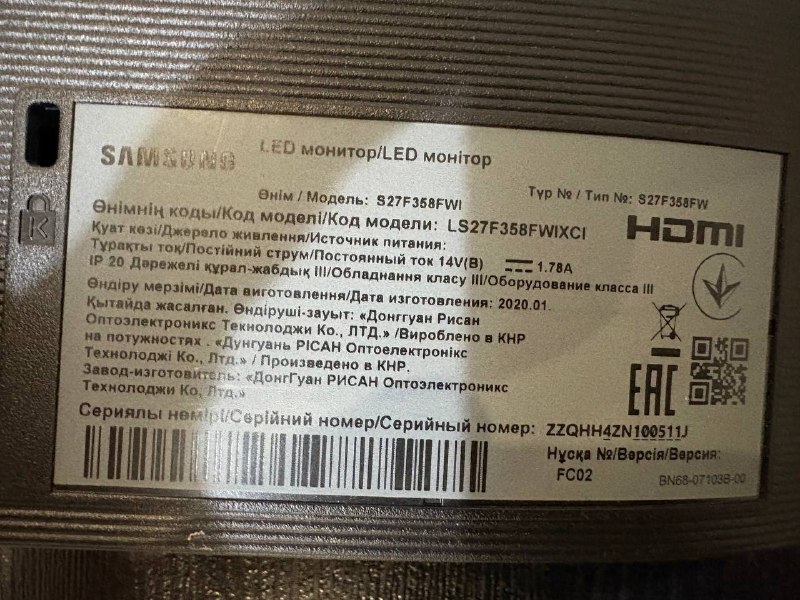 SAMSUNG
LED монитор/LED монітор
Өнім / Модель: S27F358FWI
Түр № / Тип №: S27F358FW
Өнімнің коды/Код моделі/Код модели: LS27F358FWIXCI
HDMI
Қуат көзі/Джерело живлення/Источник питания:
Тұрақты ток/Постійний струм/Постоянный ток 14V(B) 1.78A
IP 20 Дәрежелі құрал-жабдық III/Обладнання класу III/Оборудование класса III
Өндіру мерзімі/Дата виготовлення/Дата изготовления: 2020.01.
Қытайда жасалған. Өндіруші-зауыт: «Донггуан Рисан
Оптоэлектроникс Текнолоджи Ко., ЛТД.» /Вироблено в КНР
на потужностях . «Дунгуань РІСАН Оптоелектронікс
Технолоджі Ко., Лтд.» / Произведено в КНР.
Завод-изготовитель: «ДонгГуан РИСАН Оптоэлектроникс
Текнолоджи Ки, Лтд.»
EAC
Сериялы нөмірі/Серійний номер/Серийный номер: ZZQHH4ZN100511J
Нұсқа №/Версія/Версия:
FC02
BN68-07103B-00